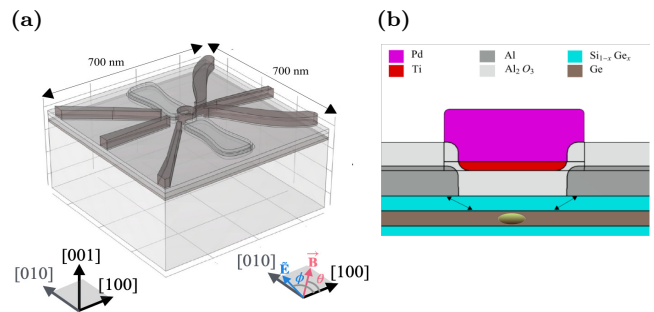 (a)
700 nm
700 nm
[001]
[010]
[100]
[010]
Ē
ϕ
B⃗
θ
[100]
(b)
Pd
Al
Si₁₋ₓ Geₓ
Ti
Al₂ O₃
Ge